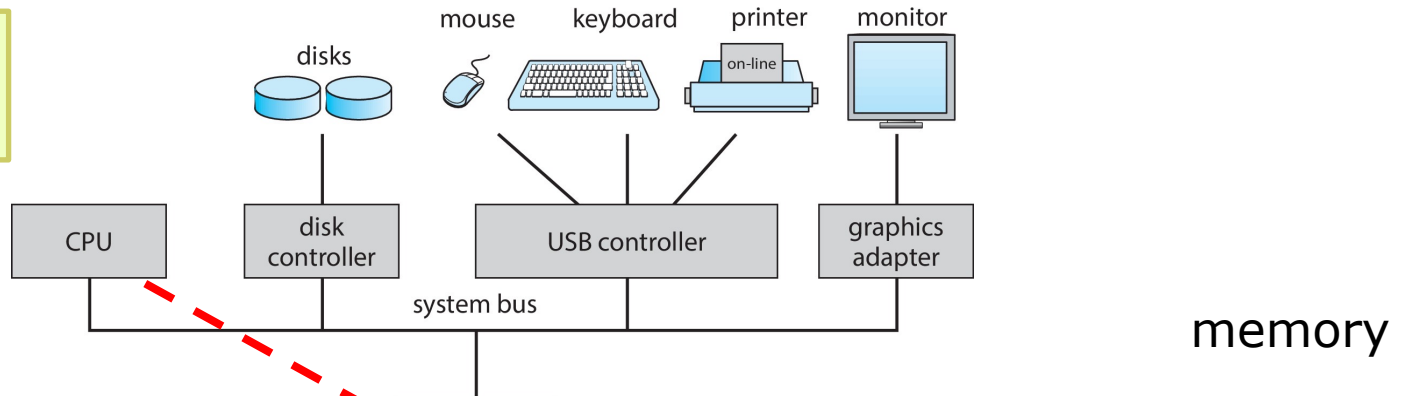 mouse keyboard printer monitor
disks
on-line
CPU
disk
controller
USB controller
graphics
adapter
system bus
memory